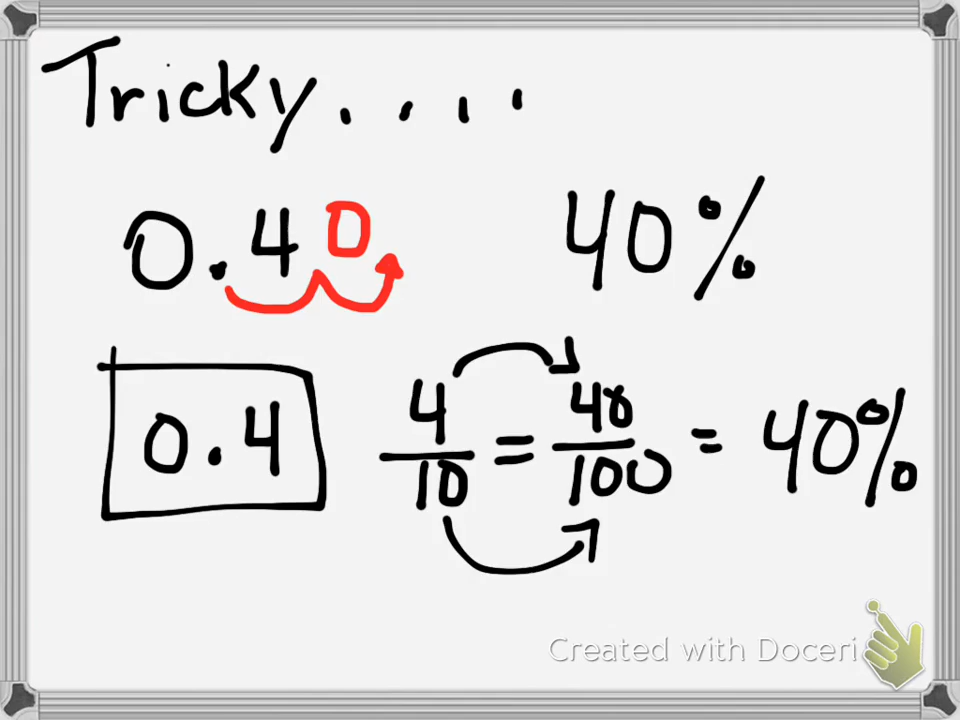 Tricky....
0.40 40%
0.4 4/10 = 40/100 = 40%
Created with Doceri